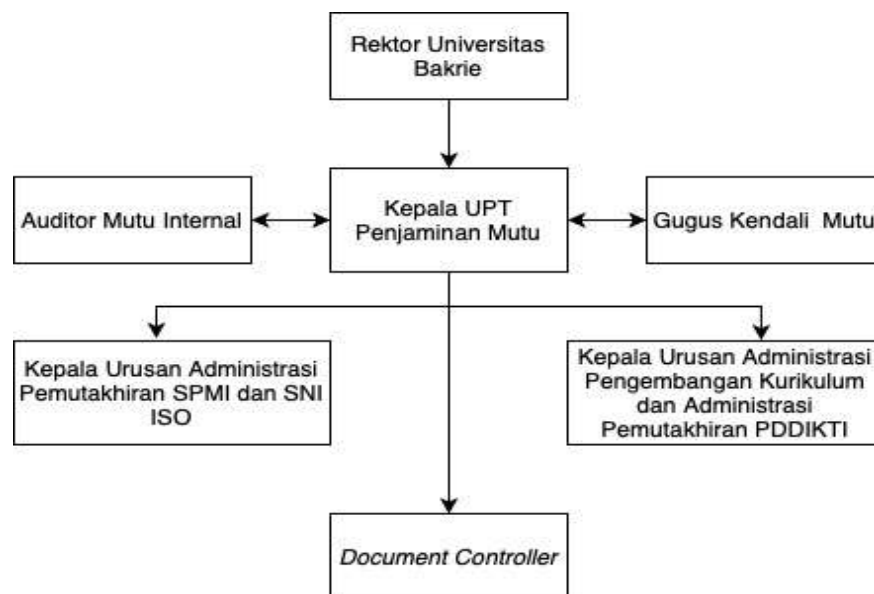 Rektor Universitas
Bakrie
Auditor Mutu Internal
Kepala UPT
Penjaminan Mutu
Gugus Kendali Mutu
Kepala Urusan Administrasi
Pemutakhiran SPMI dan SNI
ISO
Kepala Urusan Administrasi
Pengembangan Kurikulum
dan Administrasi
Pemutakhiran PDDIKTI
Document Controller